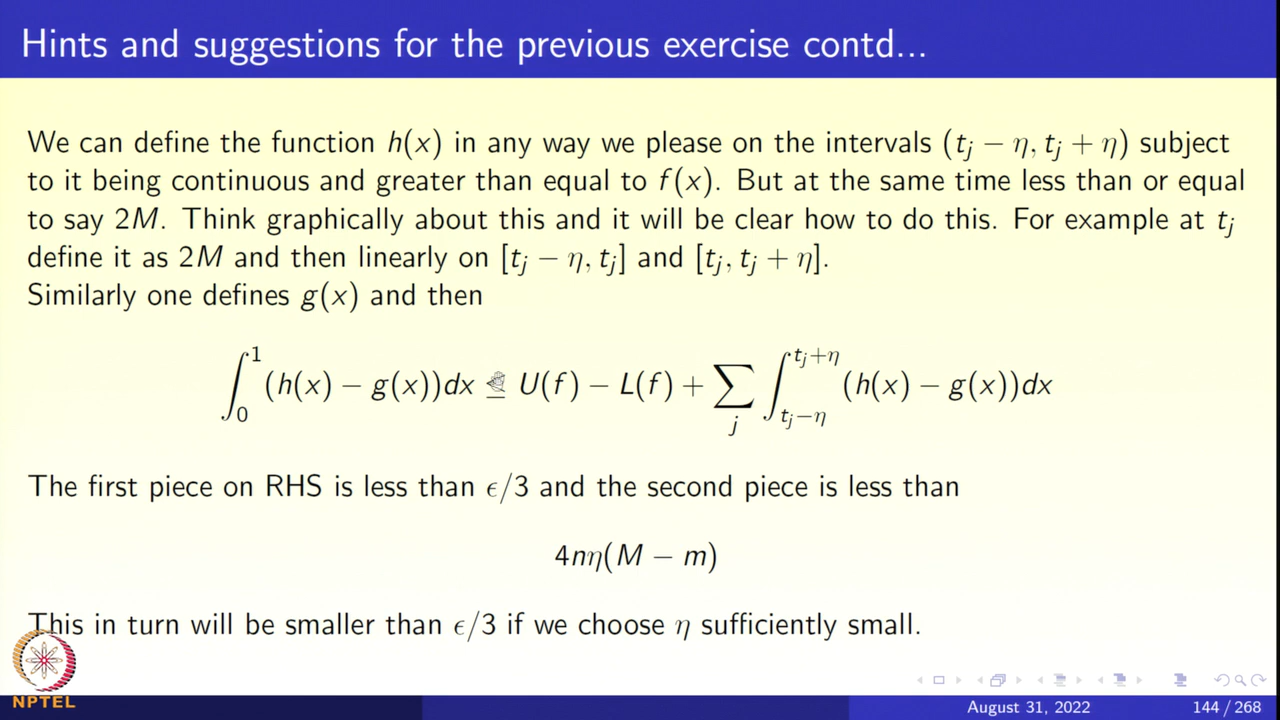 Hints and suggestions for the previous exercise contd...
We can define the function h(x) in any way we please on the intervals (t_j − η, t_j + η) subject
to it being continuous and greater than equal to f(x). But at the same time less than or equal
to say 2M. Think graphically about this and it will be clear how to do this. For example at t_j
define it as 2M and then linearly on [t_j − η, t_j] and [t_j, t_j + η].
Similarly one defines g(x) and then
∫_0^1 (h(x) − g(x))dx ≤ U(f) − L(f) + ∑_j ∫_{t_j−η}^{t_j+η} (h(x) − g(x))dx
The first piece on RHS is less than ϵ/3 and the second piece is less than
4nη(M − m)
This in turn will be smaller than ϵ/3 if we choose η sufficiently small.
NPTEL
August 31, 2022 144 / 268